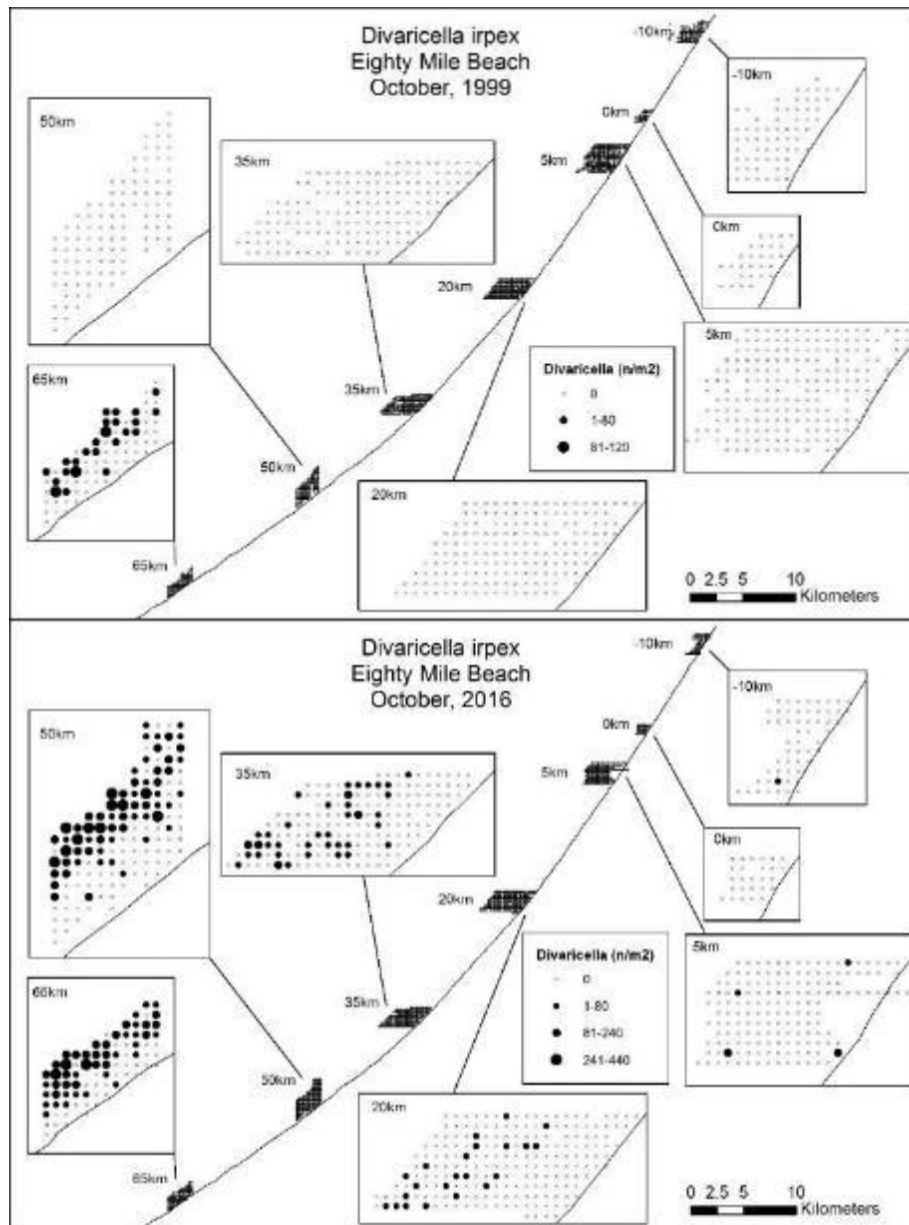 Divaricella irpex
Eighty Mile Beach
October, 1999
-10km
-10km
50km
0km
35km
5km
0km
20km
5km
Divaricella (n/m2)
0
1-80
81-120
65km
35km
50km
20km
65km
0 2.5 5 10
Kilometers
Divaricella irpex
Eighty Mile Beach
October, 2016
-10km
-10km
50km
0km
35km
5km
0km
20km
5km
Divaricella (n/m2)
0
1-80
81-240
241-440
65km
35km
50km
20km
65km
0 2.5 5 10
Kilometers